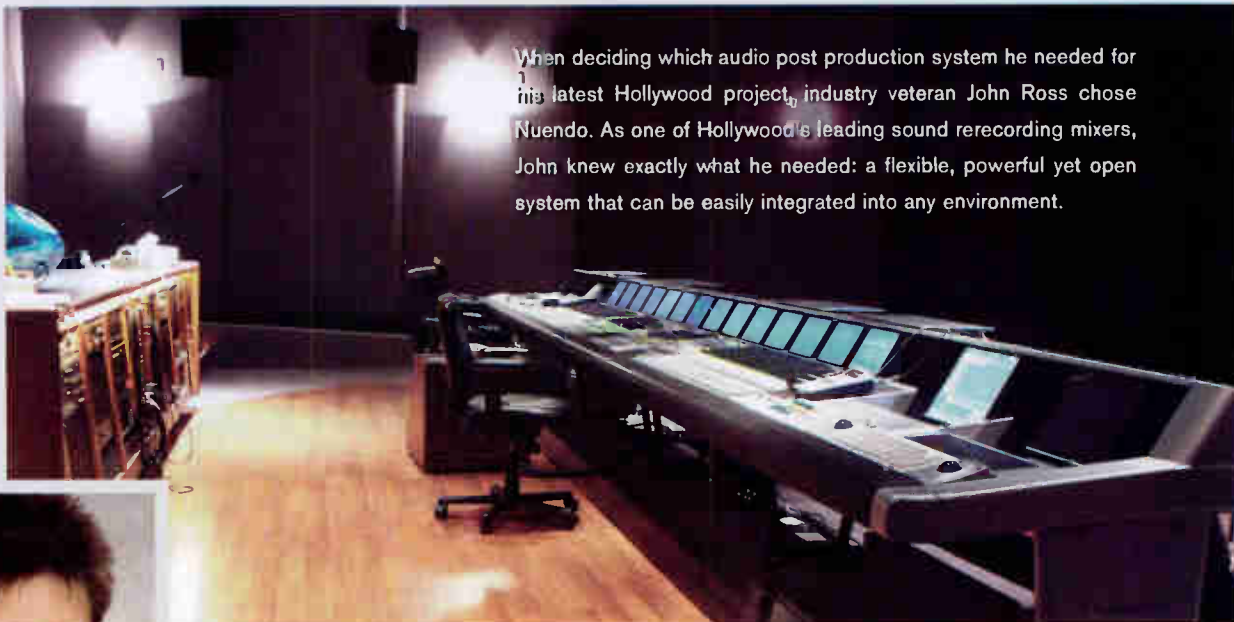 When deciding which audio post production system he needed for
his latest Hollywood project, industry veteran John Ross chose
Nuendo. As one of Hollywood's leading sound rerecording mixers,
John knew exactly what he needed: a flexible, powerful yet open
system that can be easily integrated into any environment.